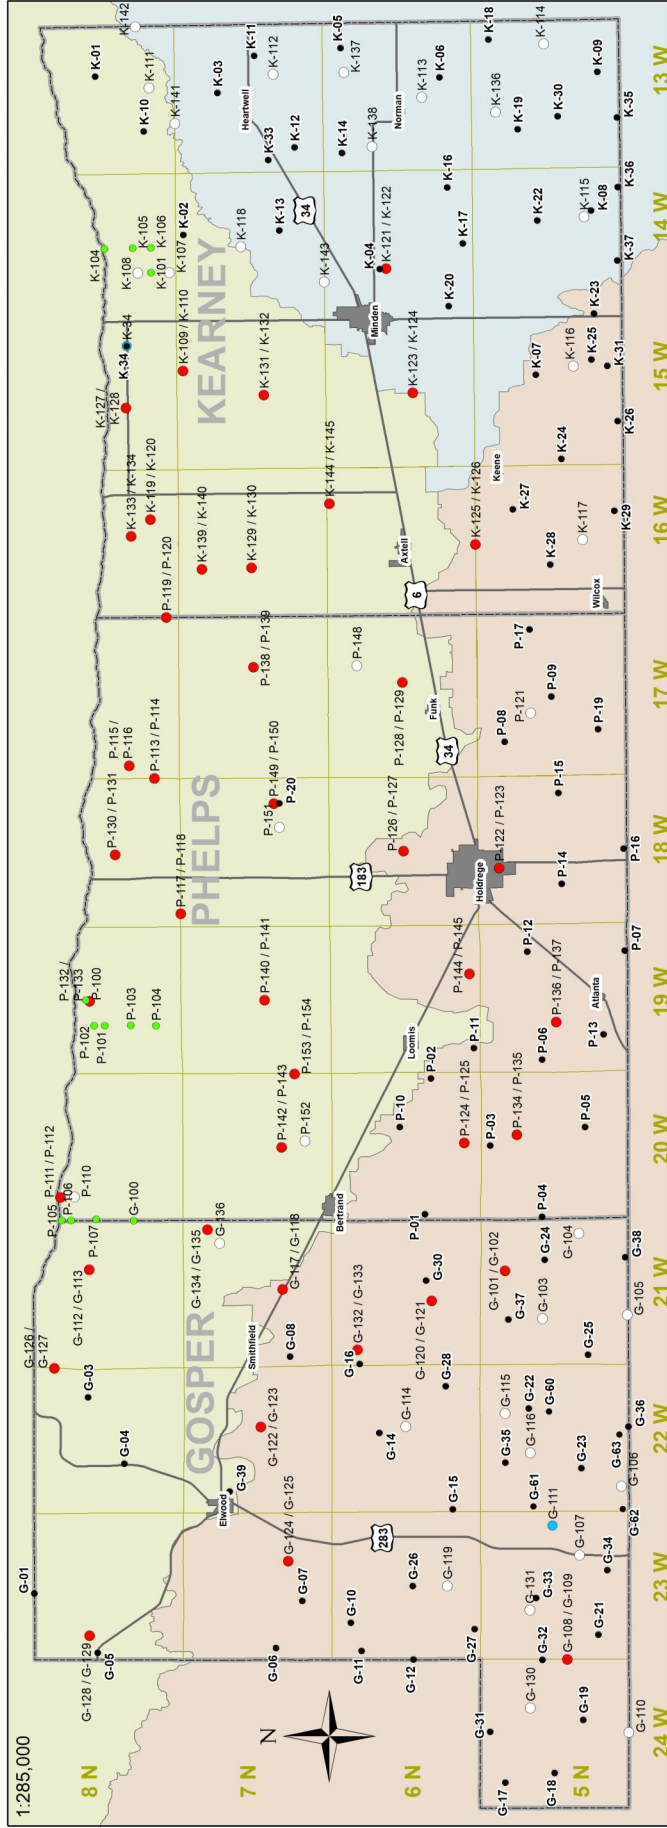 1:285,000
N
8 N
7 N
6 N
5 N
24 W
23 W
22 W
21 W
20 W
19 W
18 W
17 W
16 W
15 W
14 W
13 W
GOSPER
PHELPS
KEARNEY
G-01
G-128 / G-129
G-05
G-04
G-03
G-126 /
G-127
G-112 / G-113
P-107
G-100
P-105
P-106
P-110
P-111 / P-112
G-134 / G-135
G-136
G-117 / G-118
Elwood
G-39
Smithfield
Bertrand
G-06
G-07
G-124 / G-125
G-122 / G-123
G-08
G-10
G-11
G-12
G-26
283
G-14
G-114
G-16
G-132 / G-133
G-120 / G-121
G-30
P-01
G-119
G-15
G-28
G-27
G-31
G-17
G-18
G-130
G-131
G-32
G-33
G-108 / G-109
G-19
G-21
G-110
G-61
G-111
G-107
G-34
G-62
G-35
G-115
G-116
G-22
G-60
G-23
G-63
G-106
G-36
G-37
G-101 / G-102
G-103
G-24
G-104
G-25
G-105
G-38
P-04
P-132 /
P-133
P-100
P-102
P-101
P-103
P-104
P-117 / P-118
P-130 / P-131
P-115 /
P-116
P-113 / P-114
P-119 / P-120
P-142 / P-143
P-152
P-153 / P-154
P-140 / P-141
P-151
P-149 / P-150
P-20
P-138 / P-139
P-148
183
Loomis
P-10
P-02
P-11
P-124 / P-125
P-03
P-134 / P-135
P-05
P-06
P-13
P-136 / P-137
Atlanta
P-144 / P-145
P-12
P-07
Holdrege
P-122 / P-123
P-126 / P-127
P-128 / P-129
Funk
34
P-14
P-16
P-15
P-08
P-121
P-09
P-19
P-17
Wilcox
6
Axtell
K-133 / K-134
K-119 / K-120
K-139 / K-140
K-129 / K-130
K-127 /
K-128
K-34
K-34
K-109 / K-110
K-131 / K-132
K-144 / K-145
K-123 / K-124
K-125 / K-126
K-104
K-108
K-105
K-106
K-101
K-107
K-02
K-118
K-13
K-143
34
K-04
K-121 / K-122
Minden
K-01
K-142
K-111
K-10
K-141
K-03
K-11
Heartwell
K-112
K-33
K-12
K-05
K-137
K-14
K-138
Norman
K-113
K-06
K-16
K-17
K-20
K-18
K-114
K-136
K-19
K-30
K-09
K-35
K-36
K-22
K-115
K-08
K-37
K-23
K-07
K-116
K-25
K-31
K-24
K-26
Keene
K-27
K-28
K-117
K-29